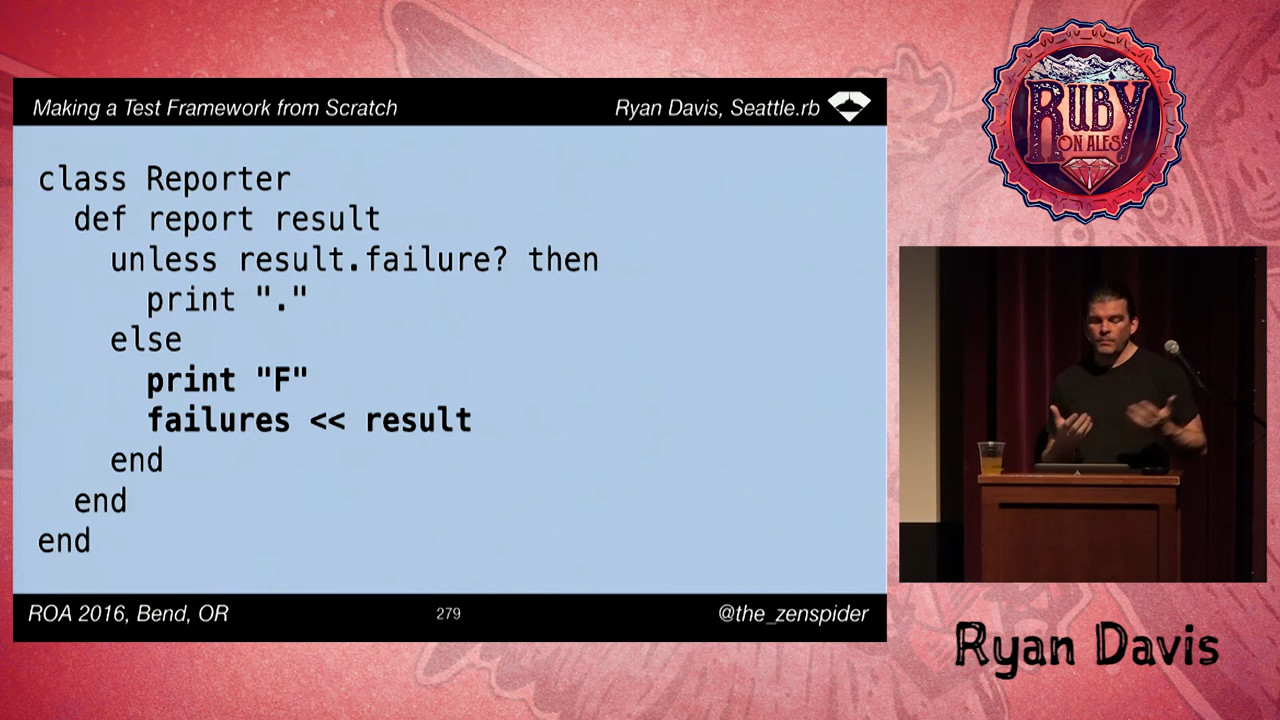 Making a Test Framework from Scratch
Ryan Davis, Seattle.rb
class Reporter
  def report result
    unless result.failure? then
      print "."
    else
      print "F"
      failures << result
    end
  end
end
ROA 2016, Bend, OR
279
@the_zenspider
RUBY
ON ALES
Ryan Davis